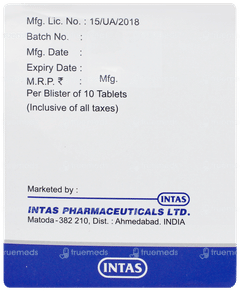 Mfg. Lic. No. : 15/UA/2018
Batch No. :
Mfg. Date :
Expiry Date :
M.R.P. ₹ : Mfg.
Per Blister of 10 Tablets
(Inclusive of all taxes)
Marketed by :
INTAS
INTAS PHARMACEUTICALS LTD.
Matoda-382 210, Dist. : Ahmedabad. INDIA
truemeds truemeds truemeds
INTAS